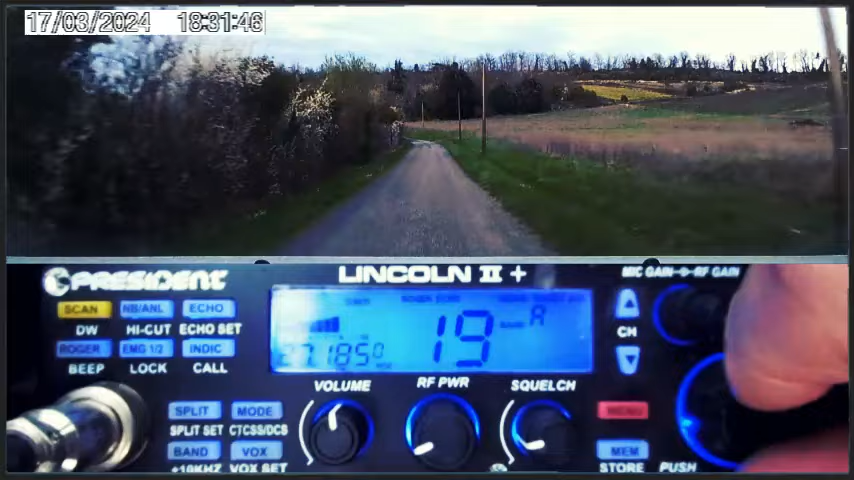 17/03/2024 18:31:46
PRESIDENT LINCOLN II + MIC GAIN RF GAIN
SCAN NB/ANL ECHO
DW HI-CUT ECHO SET
19 A
CH
ROGER EMG 1/2 INDIC
27.1850
BEEP LOCK CALL
VOLUME RF PWR SQUELCH
SPLIT MODE
MENU
SPLIT SET CTCSS/DCS
BAND VOX MEM
+10KHZ VOX SET STORE PUSH